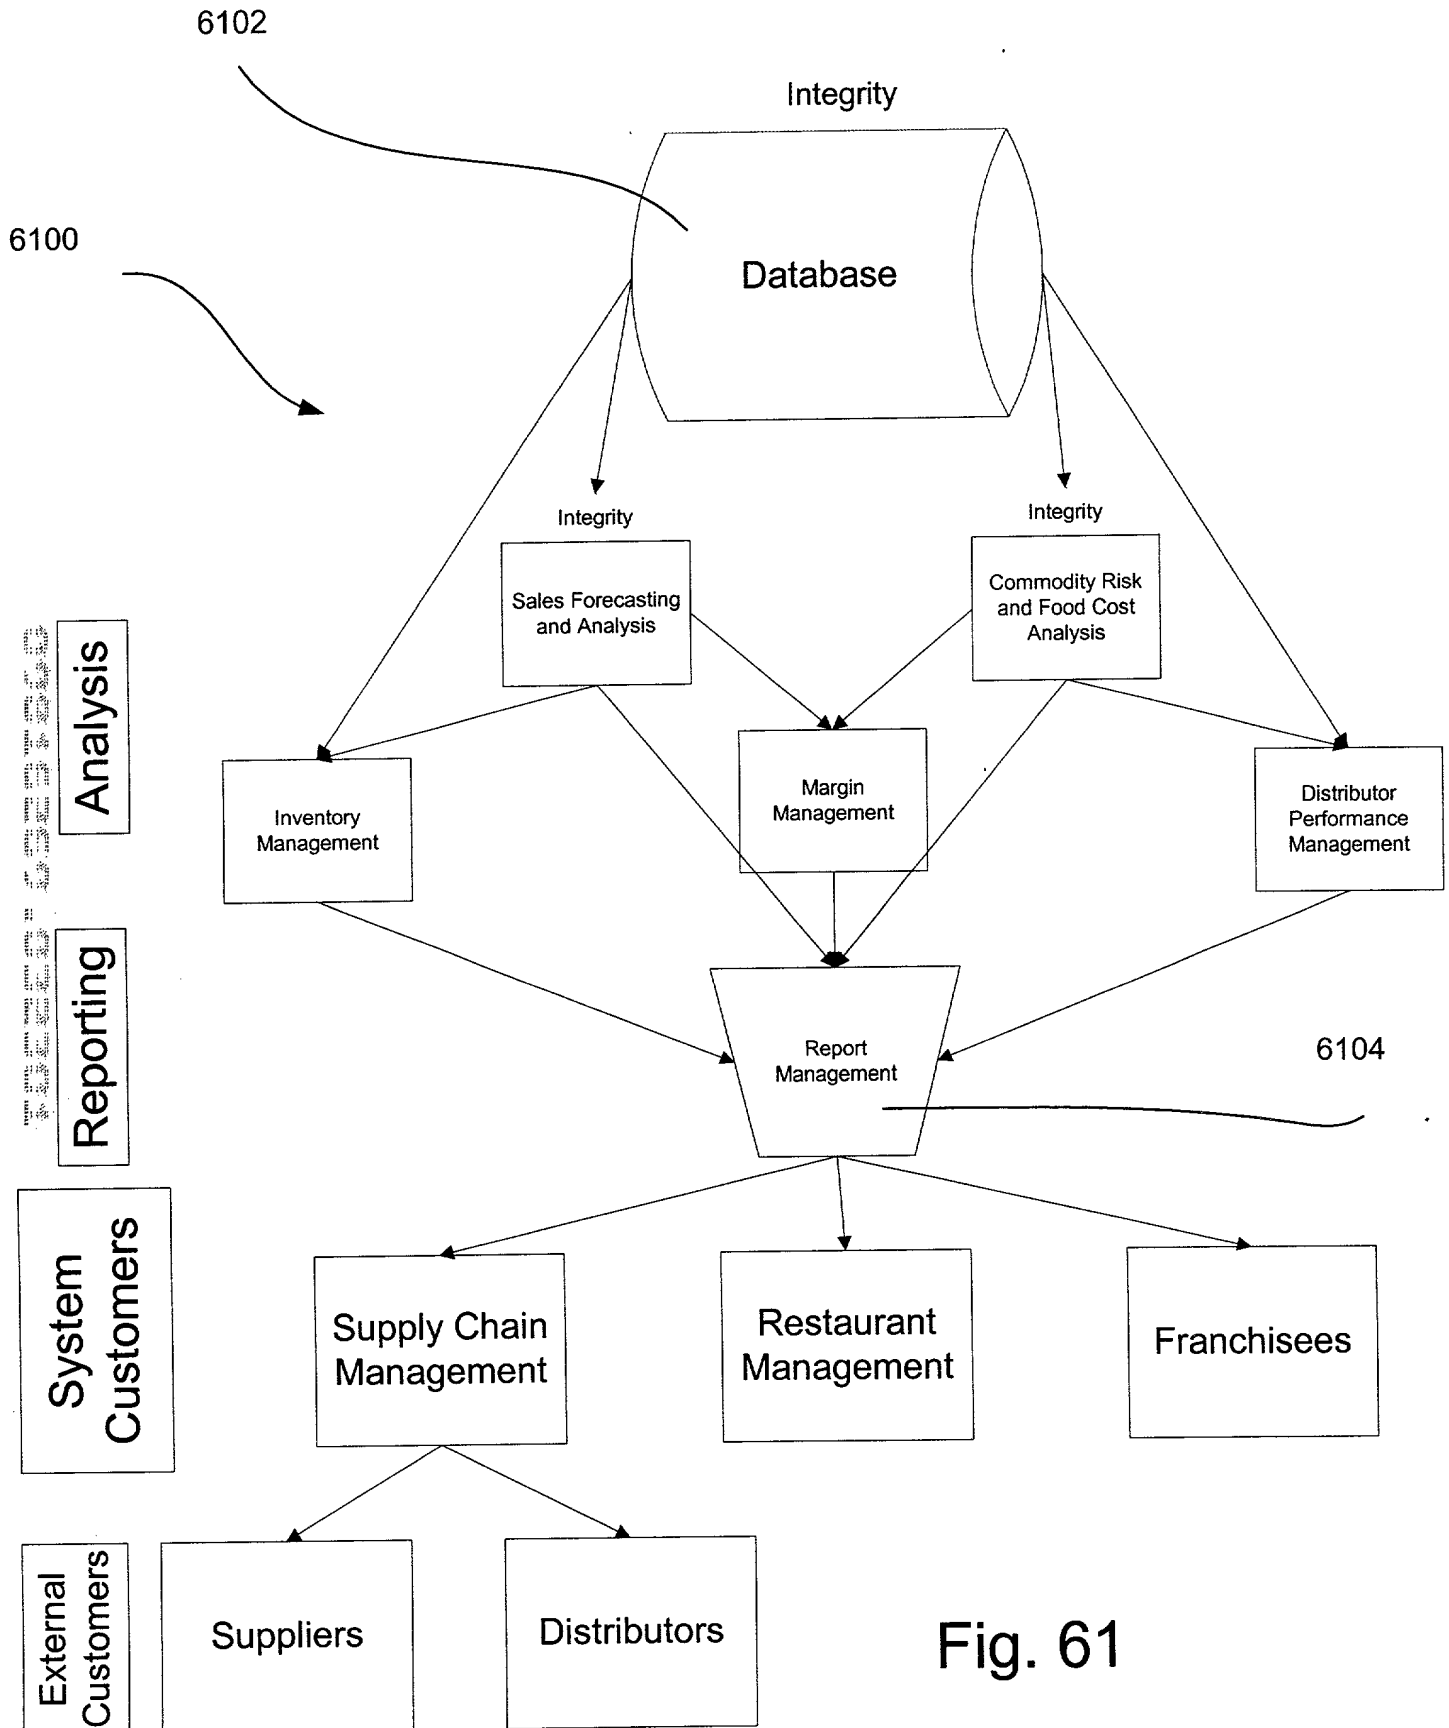 6102
Integrity
6100
Database
Integrity
Integrity
Sales Forecasting
and Analysis
Commodity Risk
and Food Cost
Analysis
Analysis
Inventory
Management
Margin
Management
Distributor
Performance
Management
Reporting
Report
Management
6104
System
Customers
Supply Chain
Management
Restaurant
Management
Franchisees
External
Customers
Suppliers
Distributors
Fig. 61